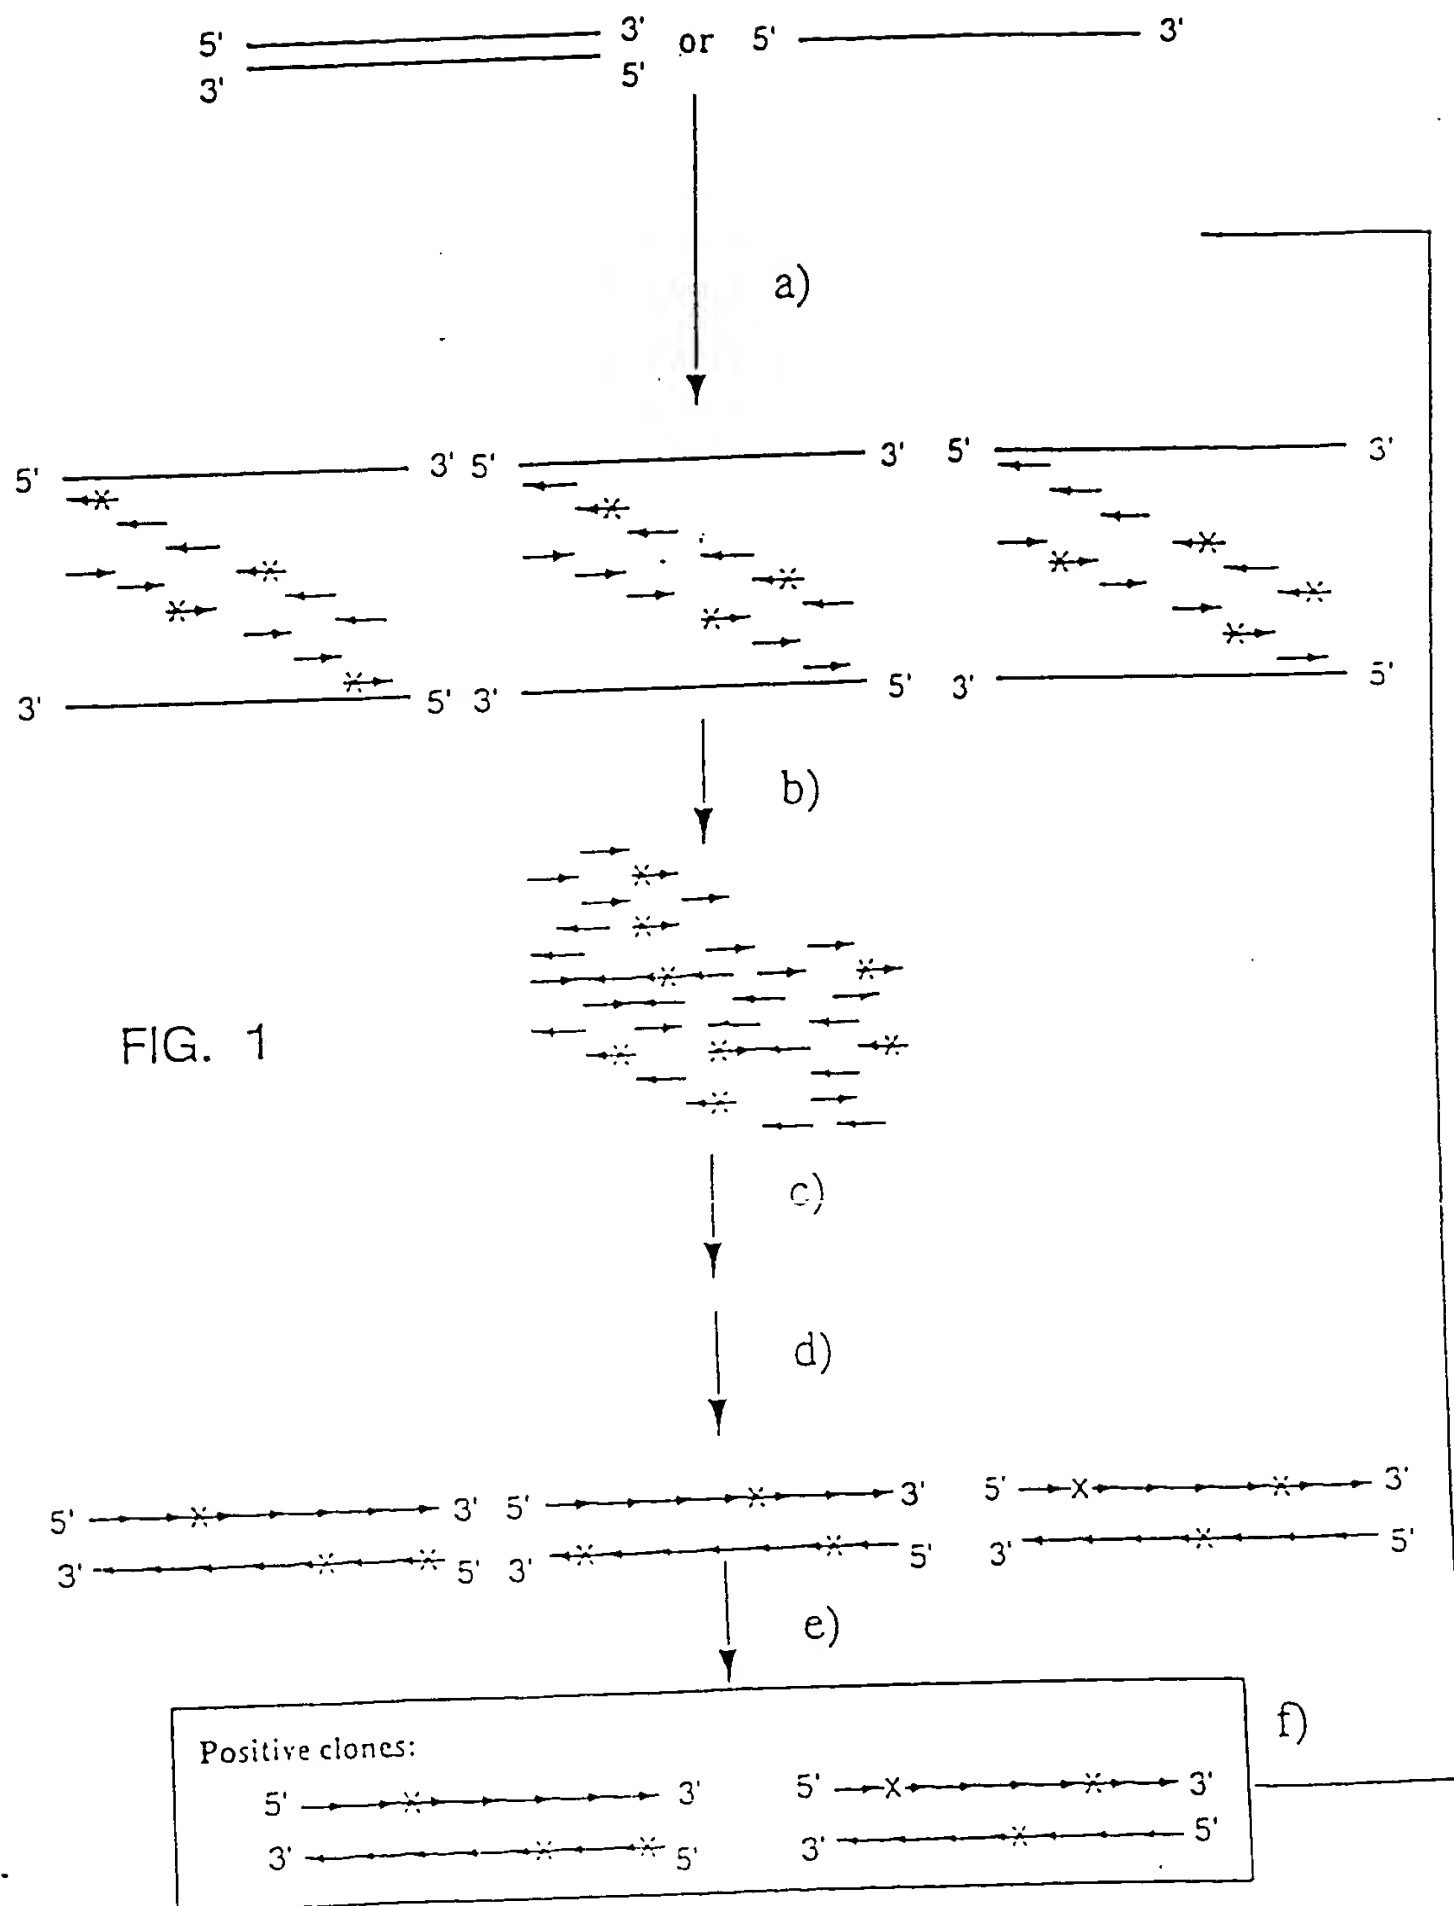 5' 3' or 5' 3'
3' 5'
a)
5' 3' 5' 3' 5' 3'
3' 5' 3' 5' 3' 5'
b)
FIG. 1
c)
d)
5' 3' 5' 3' 5' 3'
3' 5' 3' 5' 3' 5'
e)
f)
Positive clones:
5' 3' 5' 3'
3' 5' 3' 5'